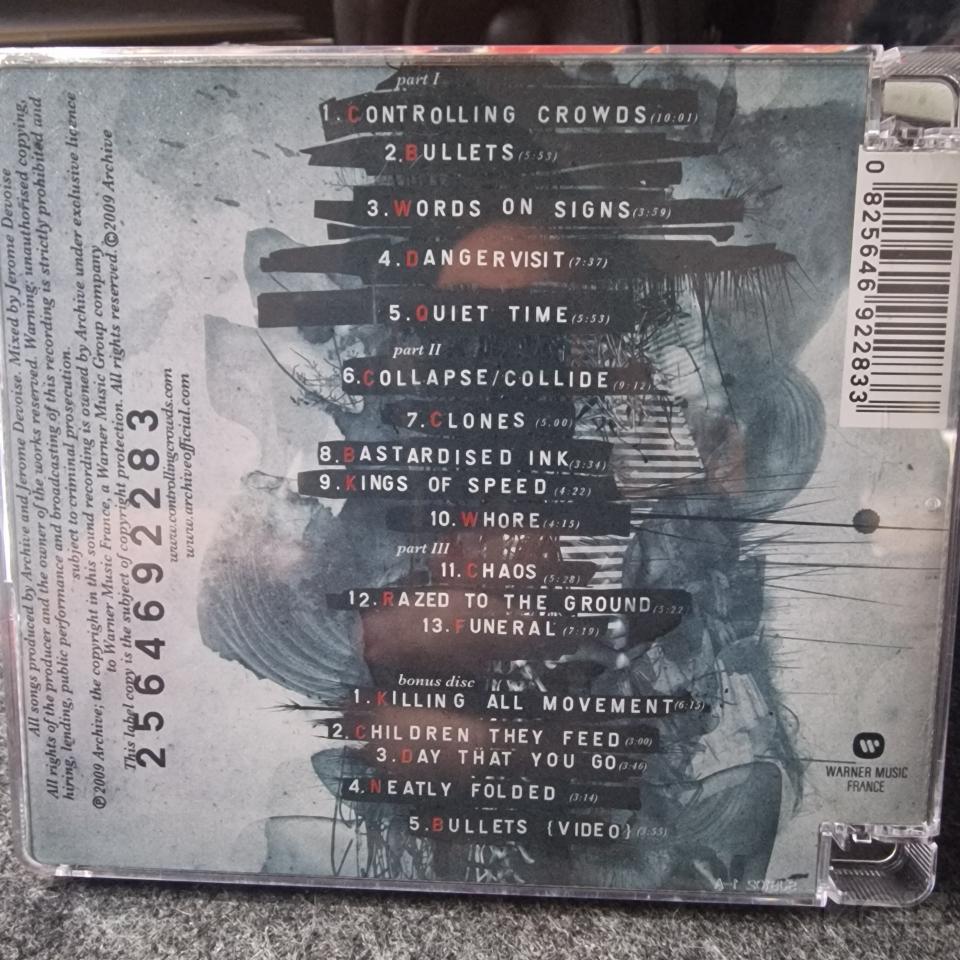 part I
1. CONTROLLING CROWDS (10:01)
2. BULLETS (5:53)
3. WORDS ON SIGNS (3:59)
4. DANGERVISIT (7:37)
5. QUIET TIME (5:53)
part II
6. COLLAPSE/COLLIDE (9:12)
7. CLONES (5.00)
8. BASTARDISED INK (3:34)
9. KINGS OF SPEED (4:22)
10. WHORE (4:15)
part III
11. CHAOS (5:28)
12. RAZED TO THE GROUND (5:22)
13. FUNERAL (7:19)
bonus disc
1. KILLING ALL MOVEMENT (6:15)
2. CHILDREN THEY FEED (3:00)
3. DAY THAT YOU GO (3:46)
4. NEATLY FOLDED (3:14)
5. BULLETS {VIDEO} (3:55)
All songs produced by Archive and Jerome Devoise. Mixed by Jerome Devoise
All rights of the producer and the owner of the works reserved. Warning: unauthorised copying,
hiring, lending, public performance and broadcasting of this recording is strictly prohibited and
subject to criminal prosecution.
℗2009 Archive; the copyright in this sound recording is owned by Archive under exclusive licence
to Warner Music France, a Warner Music Group company
This label copy is the subject of copyright protection. All rights reserved. ©2009 Archive
2564692283
www.controllingcrowds.com
www.archiveofficial.com
0 825646 922833
WARNER MUSIC
FRANCE